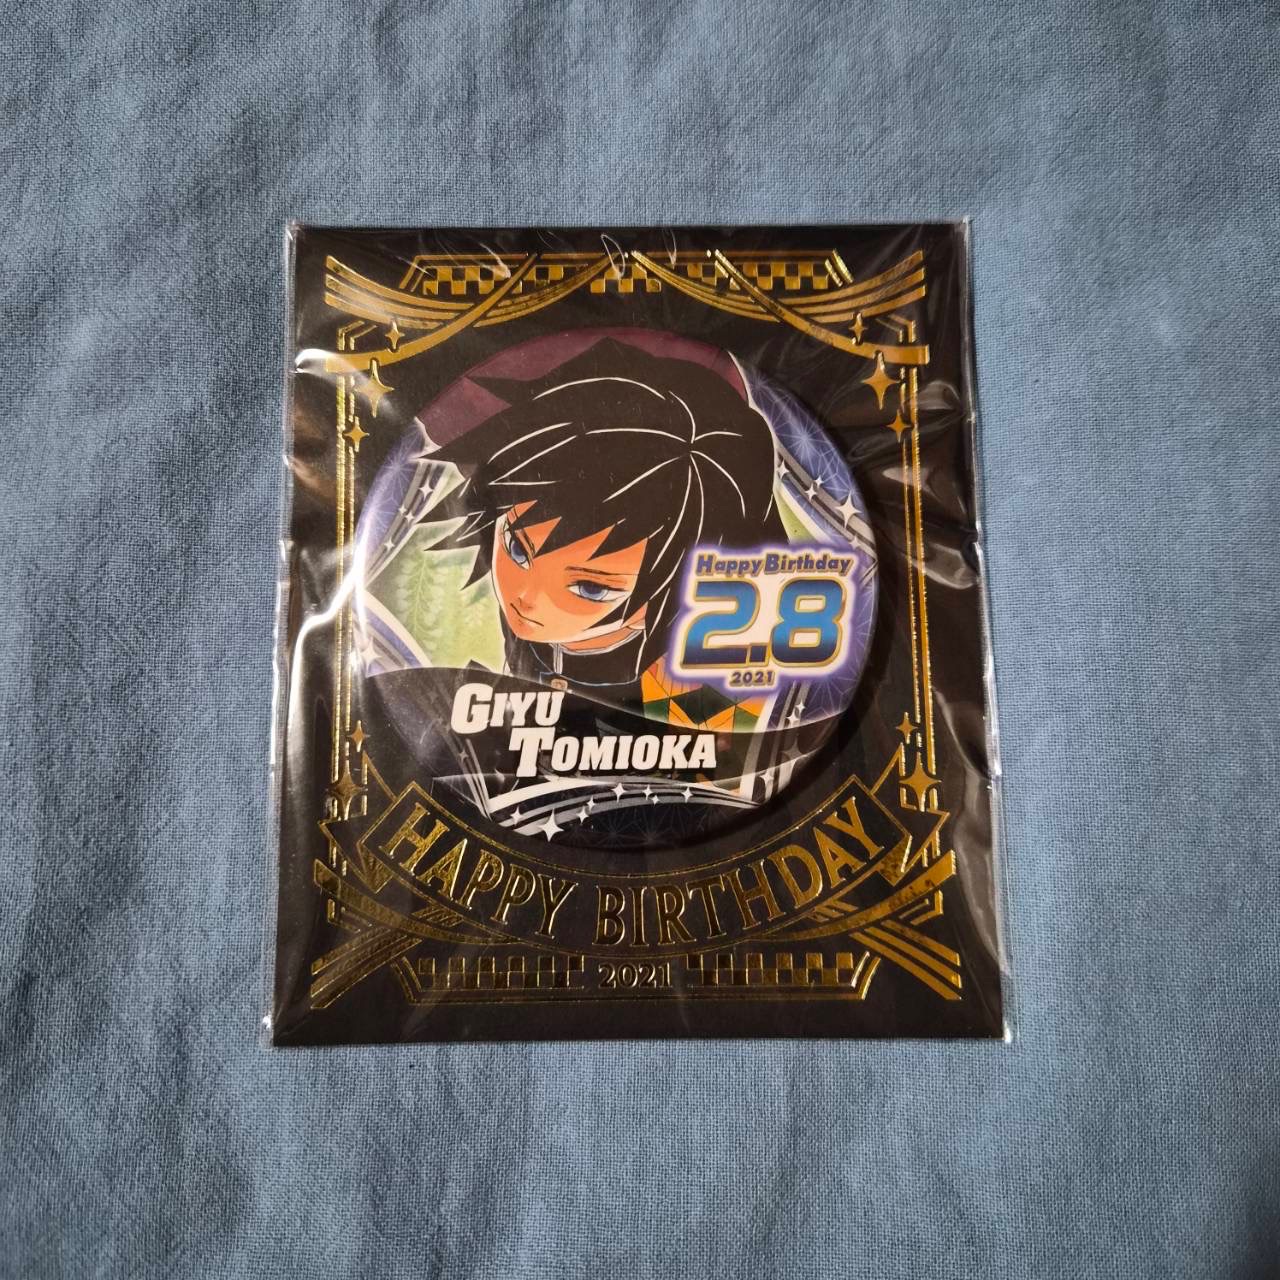 Happy Birthday
2.8
2021
GIYU
TOMIOKA
HAPPY BIRTHDAY
2021